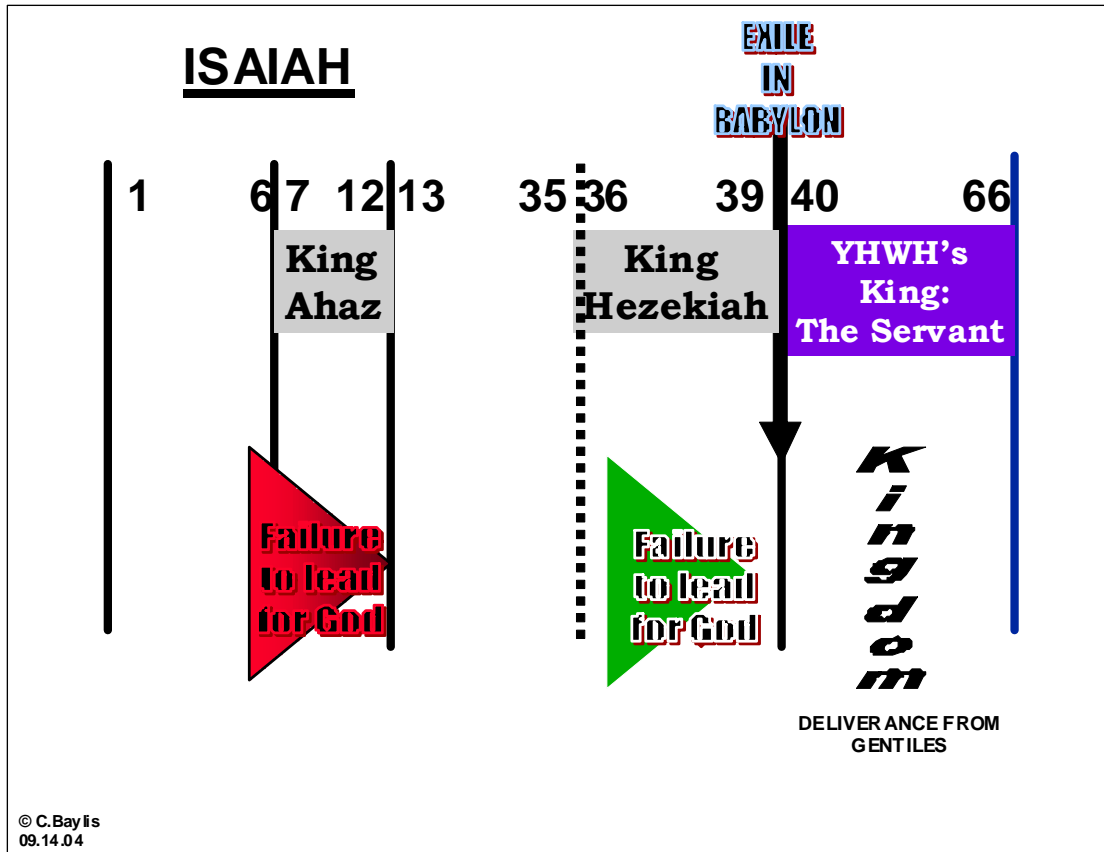 ISAIAH
EXILE
IN
BABYLON
1 6 7 12 13 35 36 39 40 66
King
Ahaz
King
Hezekiah
YHWH's
King:
The Servant
Failure
to lead
for God
Failure
to lead
for God
Kingdom
DELIVERANCE FROM
GENTILES
© C.Baylis
09.14.04